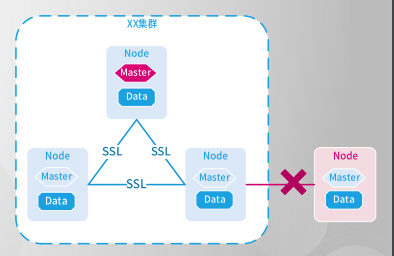 XX集群
Node
Master
Data
SSL
SSL
Node
Master
Data
SSL
Node
Master
Data
Node
Master
Data